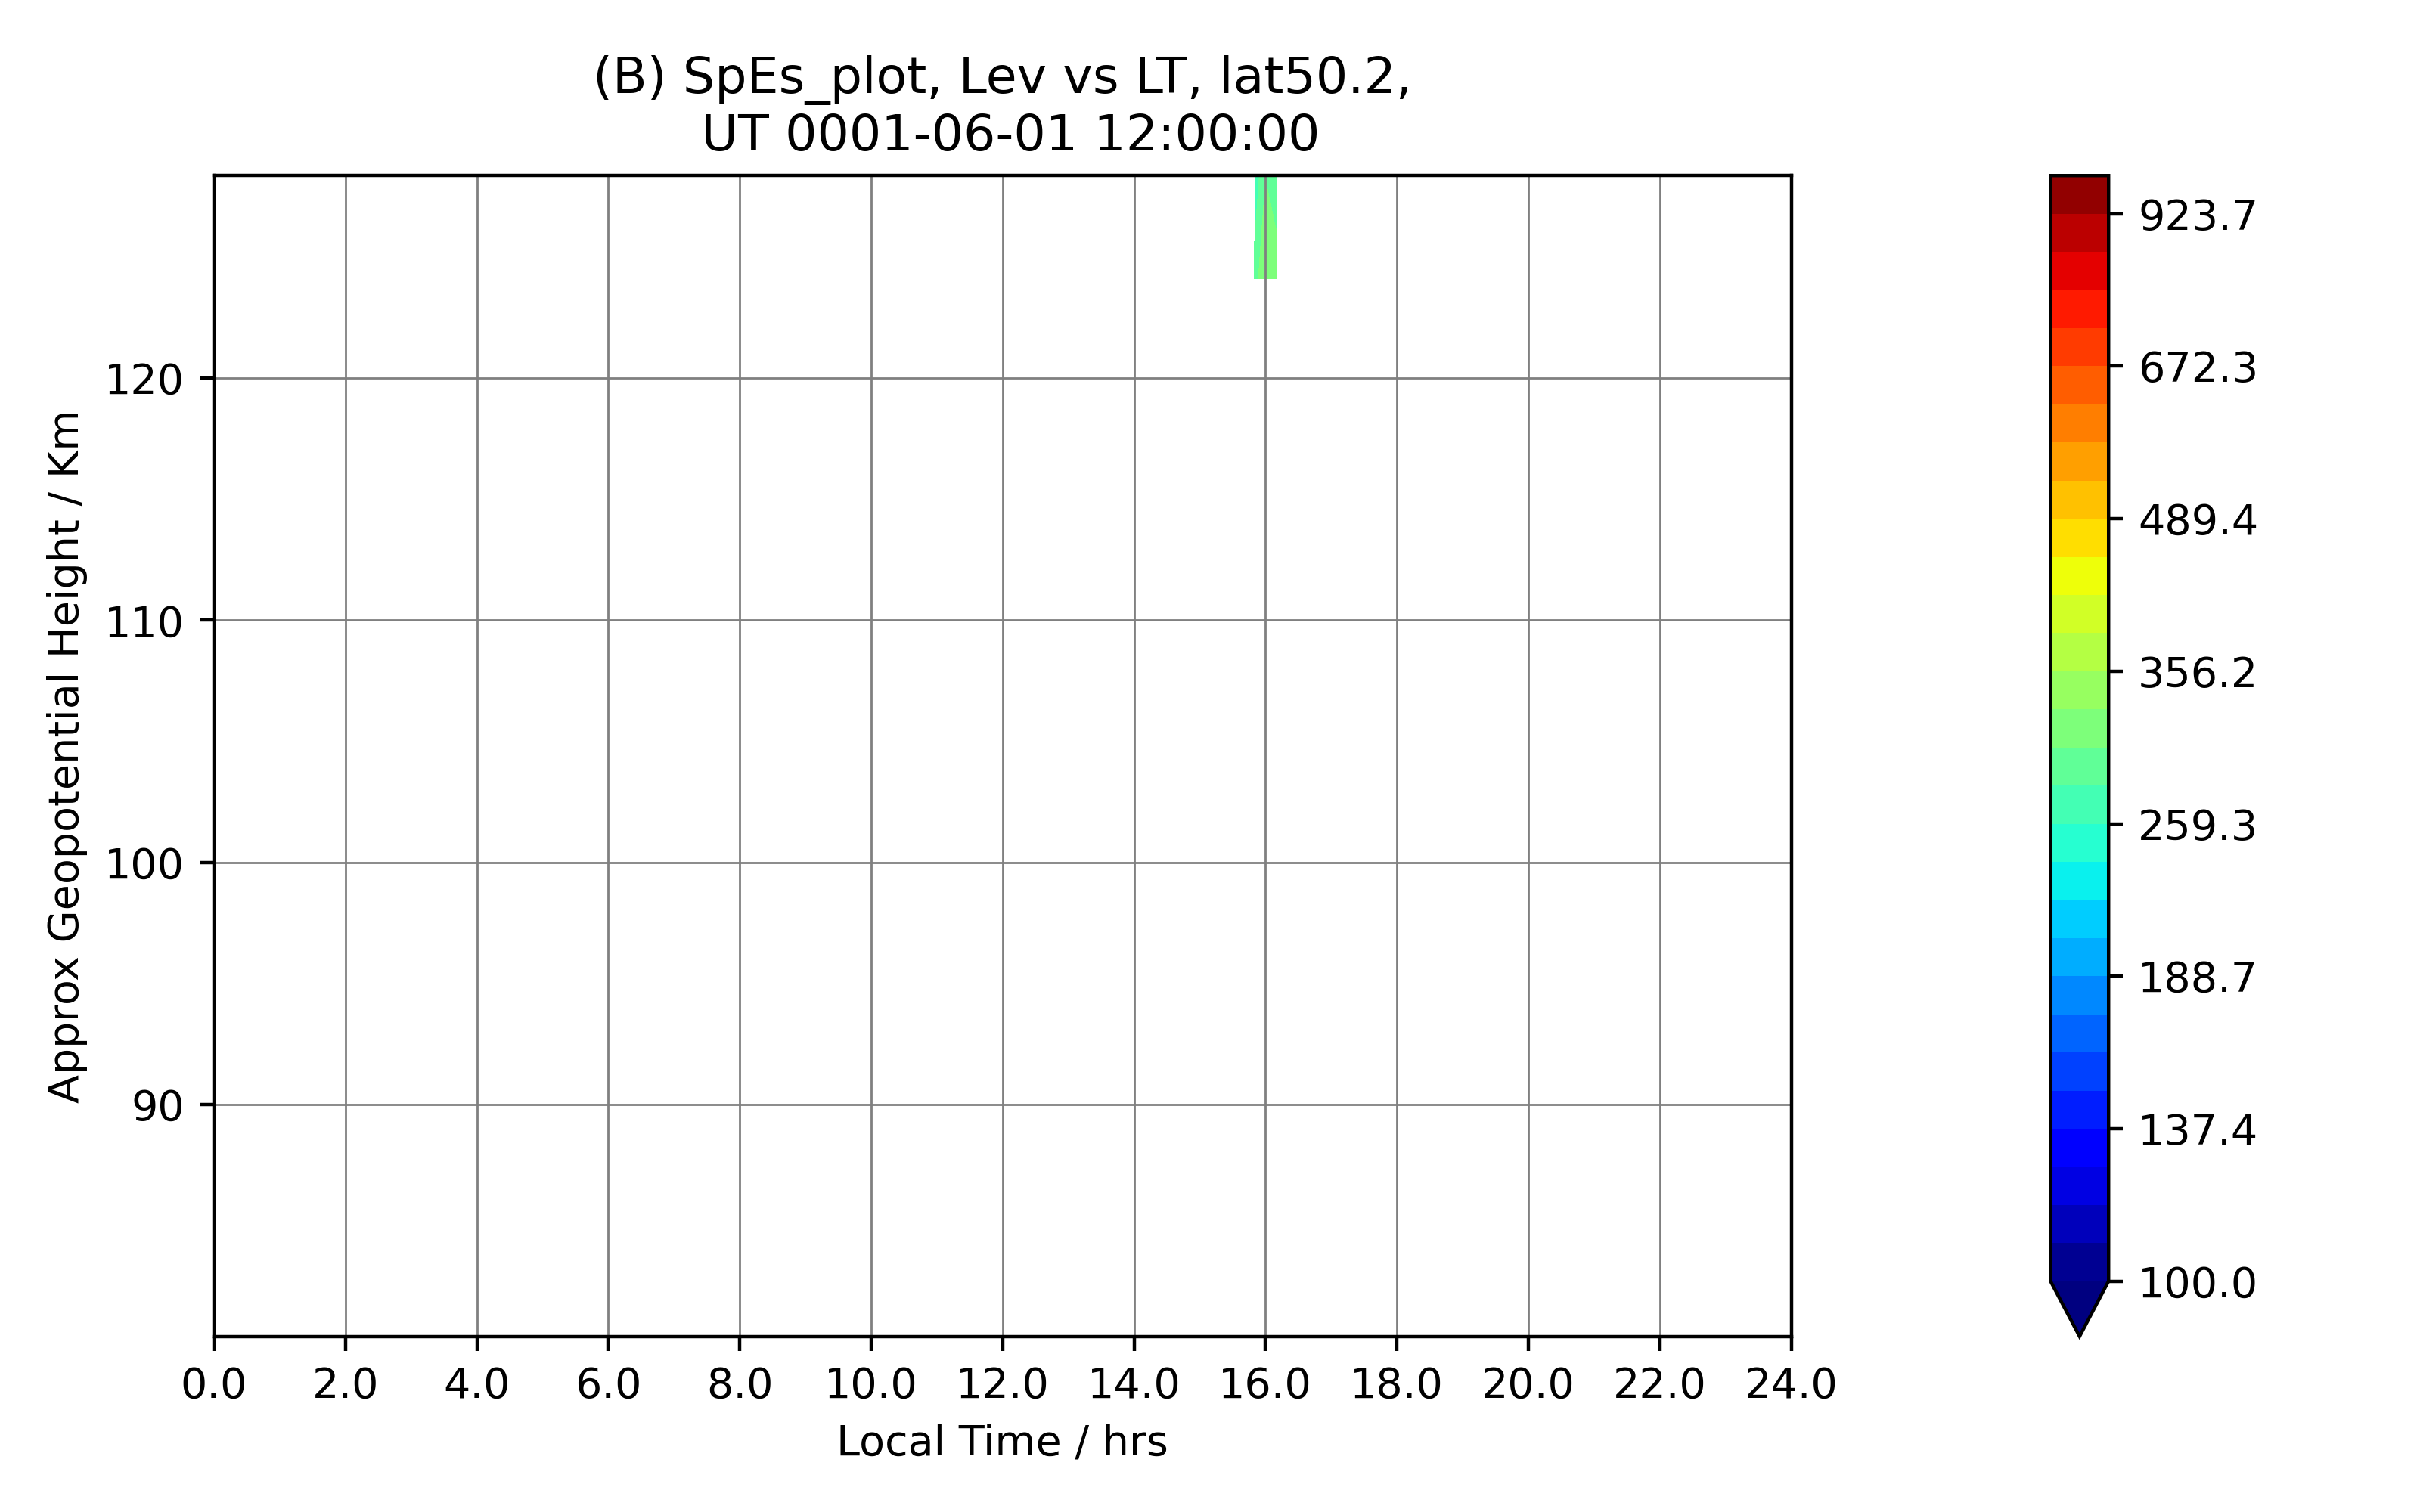 (B) SpEs_plot, Lev vs LT, lat50.2,
UT 0001-06-01 12:00:00
Approx Geopotential Height / Km
120
110
100
90
0.0 2.0 4.0 6.0 8.0 10.0 12.0 14.0 16.0 18.0 20.0 22.0 24.0
Local Time / hrs
923.7
672.3
489.4
356.2
259.3
188.7
137.4
100.0